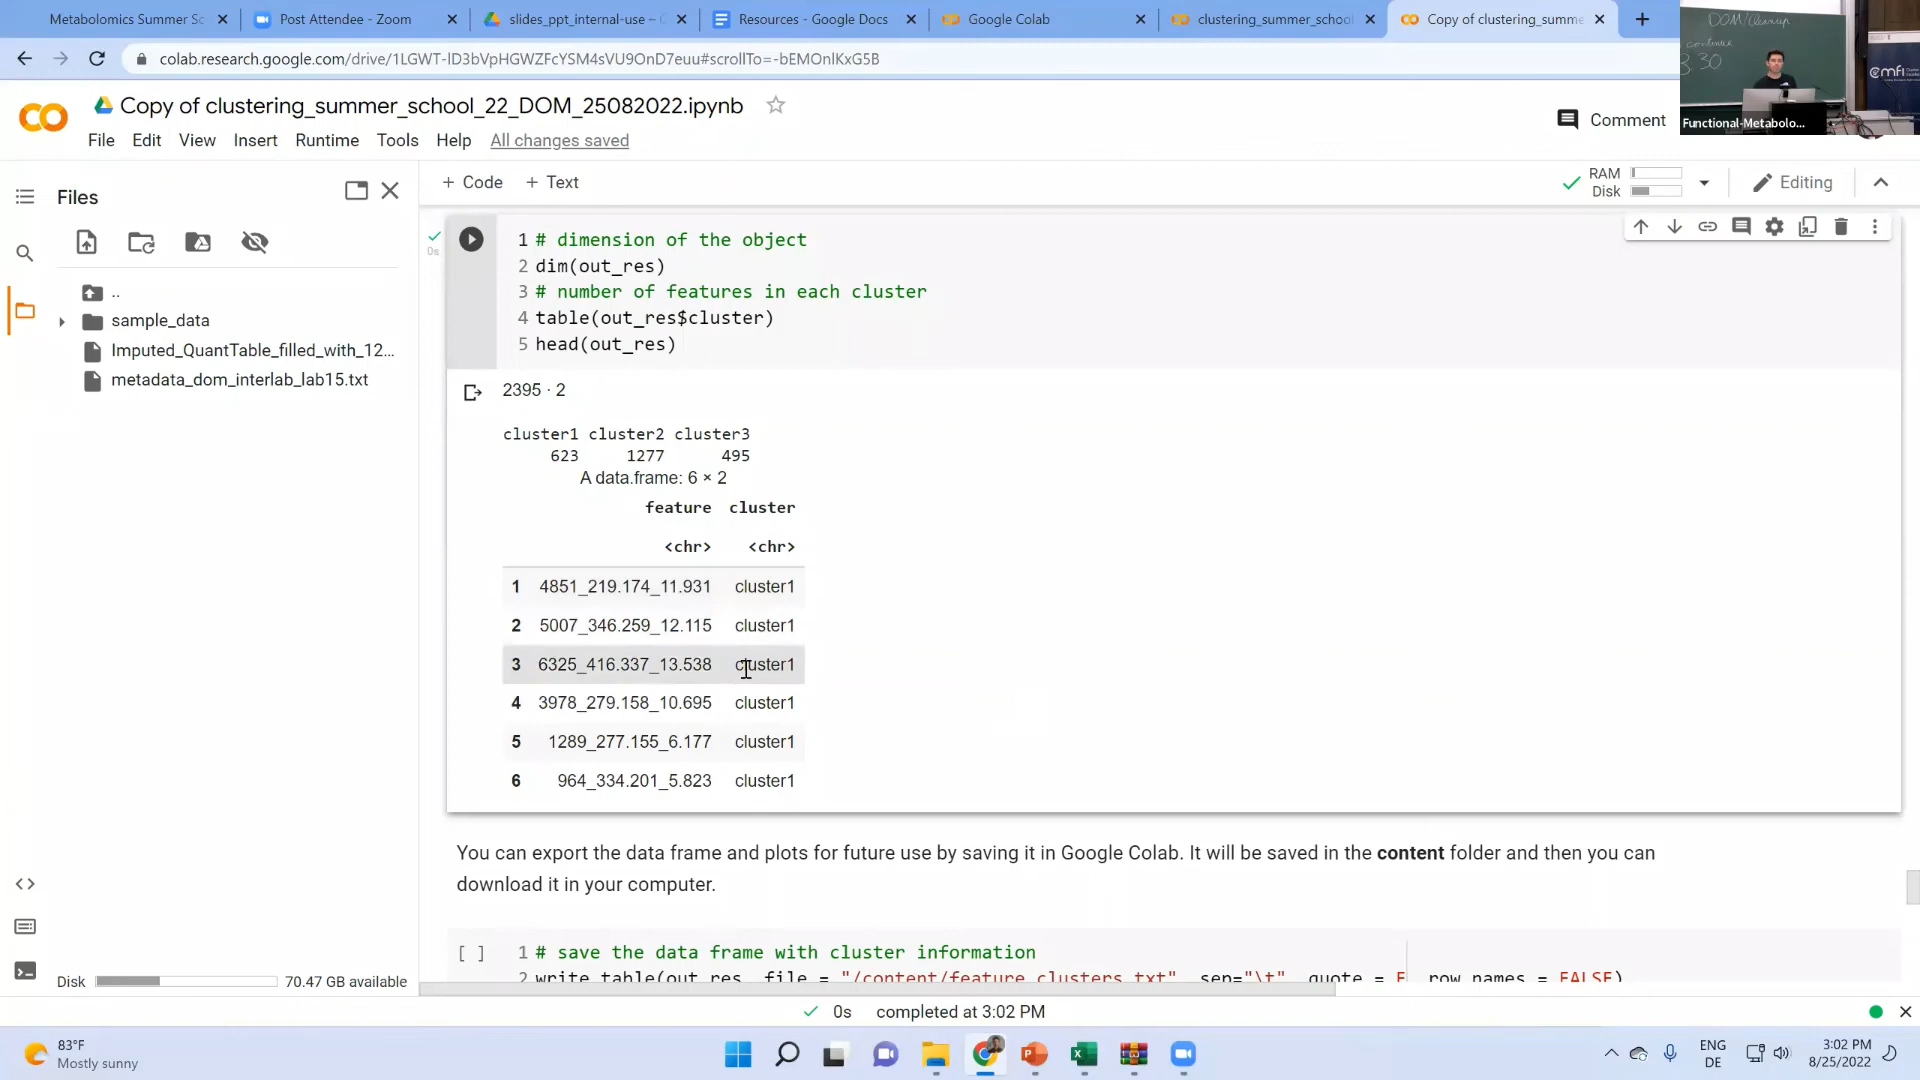 Metabolomics Summer Sc
Post Attendee - Zoom
slides_ppt_internal-use –
Resources - Google Docs
Google Colab
clustering_summer_school
Copy of clustering_summe
colab.research.google.com/drive/1LGWT-lD3bVpHGWZFcYSM4sVU9OnD7euu#scrollTo=-bEMOnlKxG5B
DOM/Cleanup
continue
3 30
cmfi
Functional-Metabolo...
Copy of clustering_summer_school_22_DOM_25082022.ipynb
Comment
File Edit View Insert Runtime Tools Help All changes saved
Files
+ Code + Text
RAM
Disk
Editing
..
sample_data
Imputed_QuantTable_filled_with_12...
metadata_dom_interlab_lab15.txt
0s
1 # dimension of the object
2 dim(out_res)
3 # number of features in each cluster
4 table(out_res$cluster)
5 head(out_res)
2395 · 2
cluster1 cluster2 cluster3
623 1277 495
A data.frame: 6 × 2
feature cluster
<chr> <chr>
1 4851_219.174_11.931 cluster1
2 5007_346.259_12.115 cluster1
3 6325_416.337_13.538 cluster1
4 3978_279.158_10.695 cluster1
5 1289_277.155_6.177 cluster1
6 964_334.201_5.823 cluster1
You can export the data frame and plots for future use by saving it in Google Colab. It will be saved in the content folder and then you can
download it in your computer.
[ ] 1 # save the data frame with cluster information
2 write.table(out_res, file = "/content/feature_clusters.txt", sep="\t", quote = F, row.names = FALSE)
Disk 70.47 GB available
0s completed at 3:02 PM
83°F
Mostly sunny
ENG
DE
3:02 PM
8/25/2022